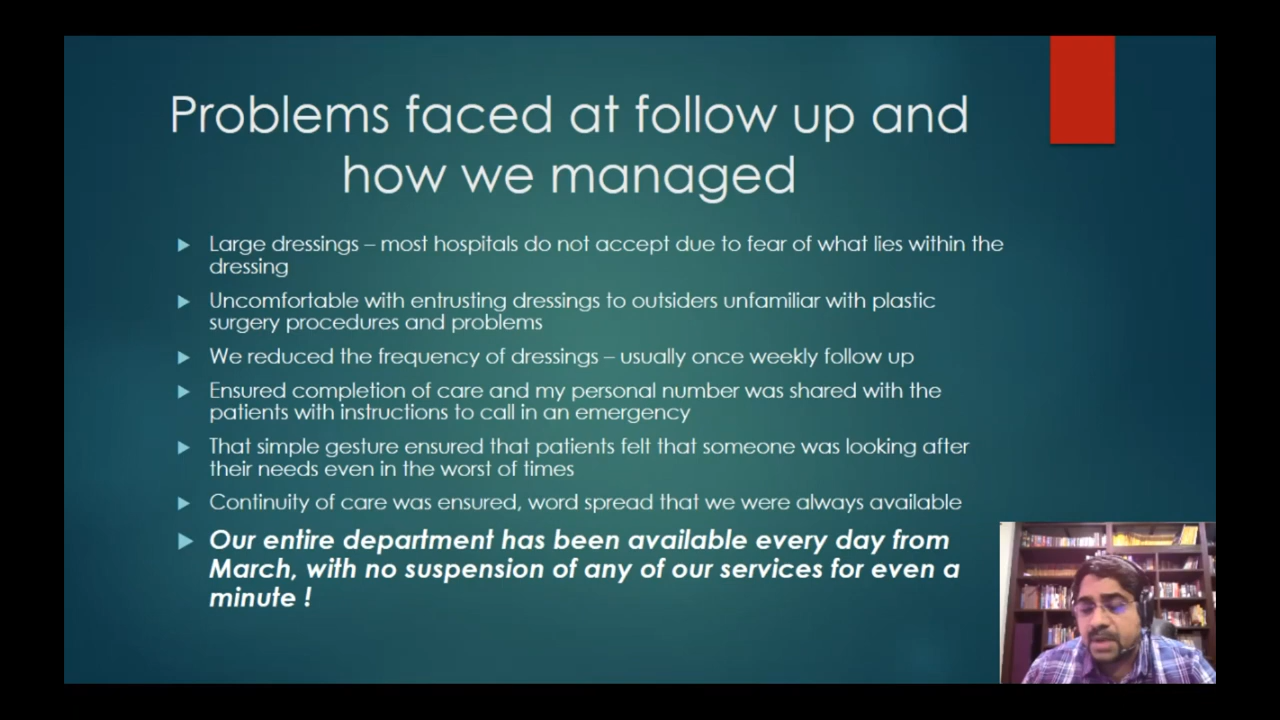 Problems faced at follow up and
how we managed
Large dressings – most hospitals do not accept due to fear of what lies within the
dressing
Uncomfortable with entrusting dressings to outsiders unfamiliar with plastic
surgery procedures and problems
We reduced the frequency of dressings – usually once weekly follow up
Ensured completion of care and my personal number was shared with the
patients with instructions to call in an emergency
That simple gesture ensured that patients felt that someone was looking after
their needs even in the worst of times
Continuity of care was ensured, word spread that we were always available
Our entire department has been available every day from
March, with no suspension of any of our services for even a
minute !